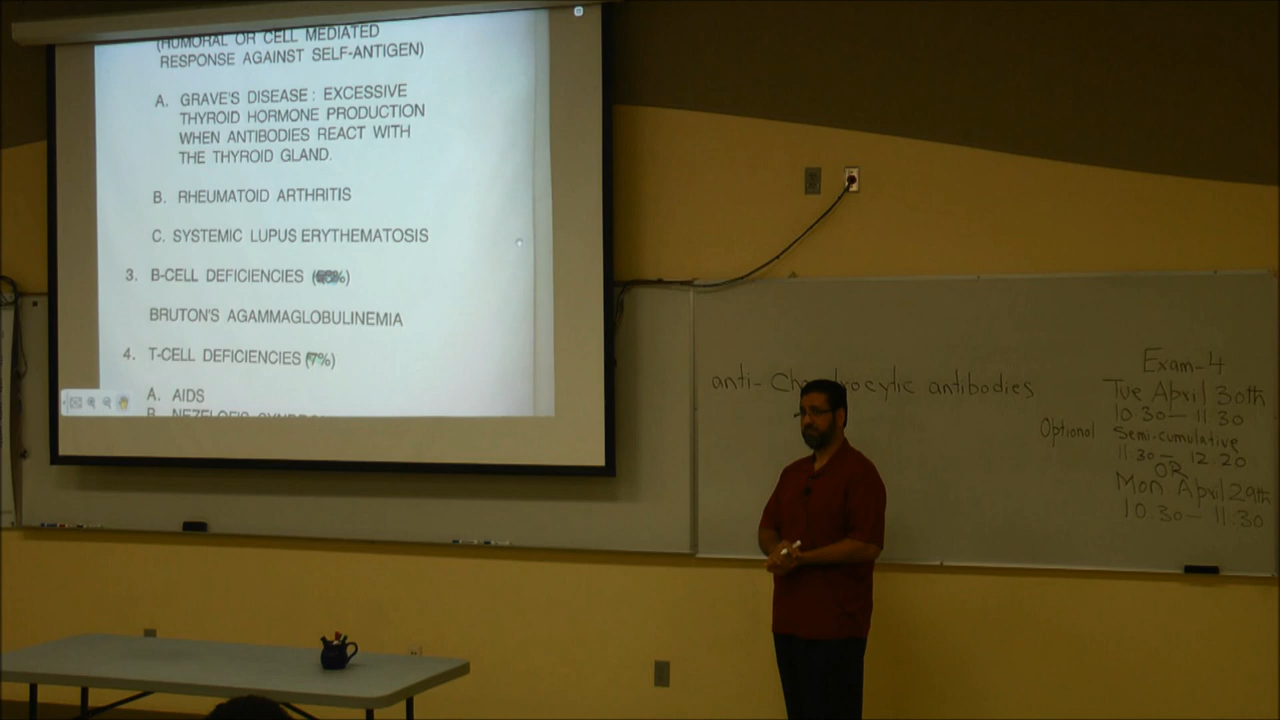 (HUMORAL OR CELL MEDIATED
RESPONSE AGAINST SELF-ANTIGEN)
A. GRAVE'S DISEASE : EXCESSIVE
THYROID HORMONE PRODUCTION
WHEN ANTIBODIES REACT WITH
THE THYROID GLAND.
B. RHEUMATOID ARTHRITIS
C. SYSTEMIC LUPUS ERYTHEMATOSIS
3. B-CELL DEFICIENCIES
BRUTON'S AGAMMAGLOBULINEMIA
4. T-CELL DEFICIENCIES (7%)
A. AIDS
B. NEZELOF'S
anti- antibodies
Exam-4
Tue April 30th
10.30 — 11.30
Optional Semi-cumulative
11.30 — 12.20
OR
Mon April 29th
10.30 — 11.30